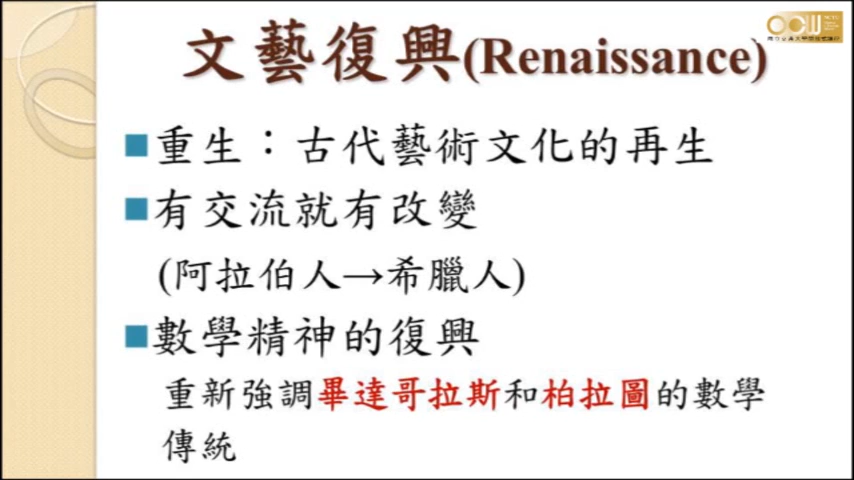 OCW
文藝復興(Renaissance)
重生：古代藝術文化的再生
有交流就有改變
(阿拉伯人→希臘人)
數學精神的復興
重新強調畢達哥拉斯和柏拉圖的數學
傳統